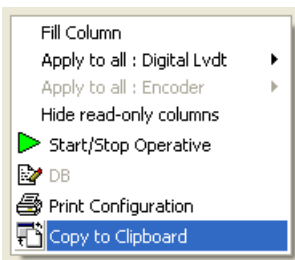 Fill Column
Apply to all : Digital Lvdt
Apply to all : Encoder
Hide read-only columns
Start/Stop Operative
DB
Print Configuration
Copy to Clipboard